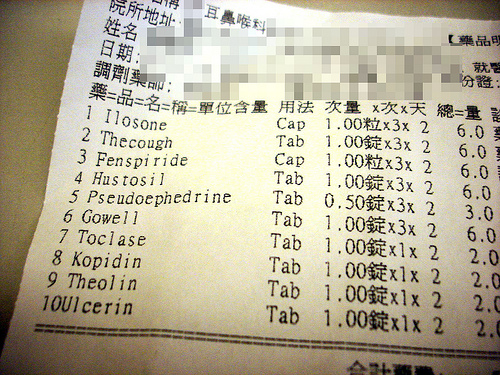 院所地址: 耳鼻喉科
姓名 【藥品明
日期: 就醫
調劑藥師: 份證:
藥=品=名=稱=單位含量 用法 次量 x次x天 總=量
1 Ilosone Cap 1.00粒x3x 2 6.0
2 Thecough Tab 1.00錠x3x 2 6.0
3 Fenspiride Cap 1.00粒x3x 2 6.0
4 Hustosil Tab 1.00錠x3x 2 6.0
5 Pseudoephedrine Tab 0.50錠x3x 2 3.0
6 Gowell Tab 1.00錠x3x 2 6.0
7 Toclase Tab 1.00錠x1x 2 2.0
8 Kopidin Tab 1.00錠x1x 2 2.0
9 Theolin Tab 1.00錠x1x 2 2.0
10Ulcerin Tab 1.00錠x1x 2 2.